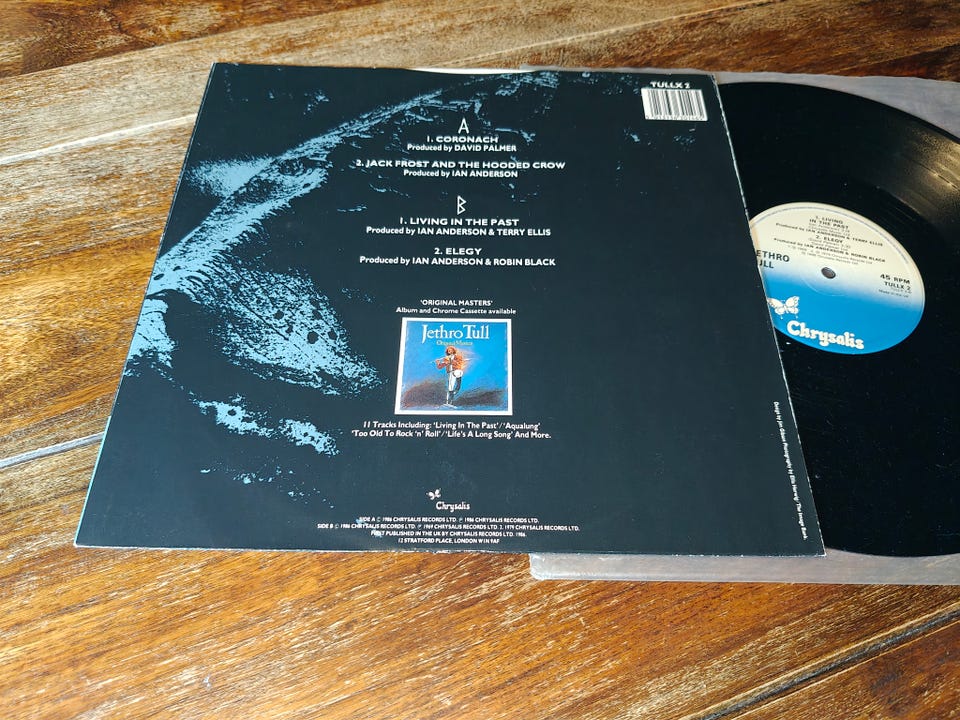 TULLX 2
A
1. CORONACH
Produced by DAVID PALMER
2. JACK FROST AND THE HOODED CROW
Produced by IAN ANDERSON
B
1. LIVING IN THE PAST
Produced by IAN ANDERSON & TERRY ELLIS
2. ELEGY
Produced by IAN ANDERSON & ROBIN BLACK
'ORIGINAL MASTERS'
Album and Chrome Cassette available
Jethro Tull
Original Masters
11 Tracks Including: 'Living In The Past'/'Aqualung'
'Too Old To Rock 'n' Roll'/'Life's A Long Song' And More.
Chrysalis
SIDE A © 1986 CHRYSALIS RECORDS LTD. ℗ 1986 CHRYSALIS RECORDS LTD.
SIDE B © 1986 CHRYSALIS RECORDS LTD. ℗ 1969 CHRYSALIS RECORDS LTD. 2. 1979 CHRYSALIS RECORDS LTD.
FIRST PUBLISHED IN THE UK BY CHRYSALIS RECORDS LTD. 1986.
12 STRATFORD PLACE, LONDON W1N 9AF
1. LIVING
IN THE PAST
Produced by IAN ANDERSON & TERRY ELLIS
2. ELEGY
Produced by IAN ANDERSON & ROBIN BLACK
ETHRO
ULL
45 RPM
TULLX 2
Chrysalis